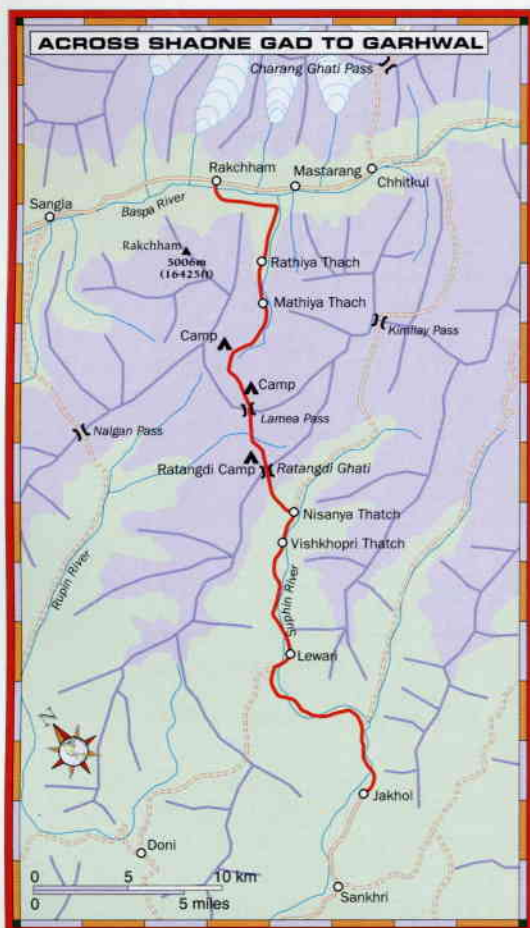 ACROSS SHAONE GAD TO GARHWAL
Charang Ghati Pass
Rakchham
Mastarang
Chhitkul
Sangla
Baspa River
Rakchham
5006m
(16425ft)
Rathiya Thach
Mathiya Thach
Camp
Kimilay Pass
Camp
Lamea Pass
Nalgan Pass
Ratangdi Camp
Ratangdi Ghati
Nisanya Thatch
Vishkhopri Thatch
Rupin River
Suphin River
Lewari
N
Jakhol
Doni
0 5 10 km
0 5 miles
Sankhri